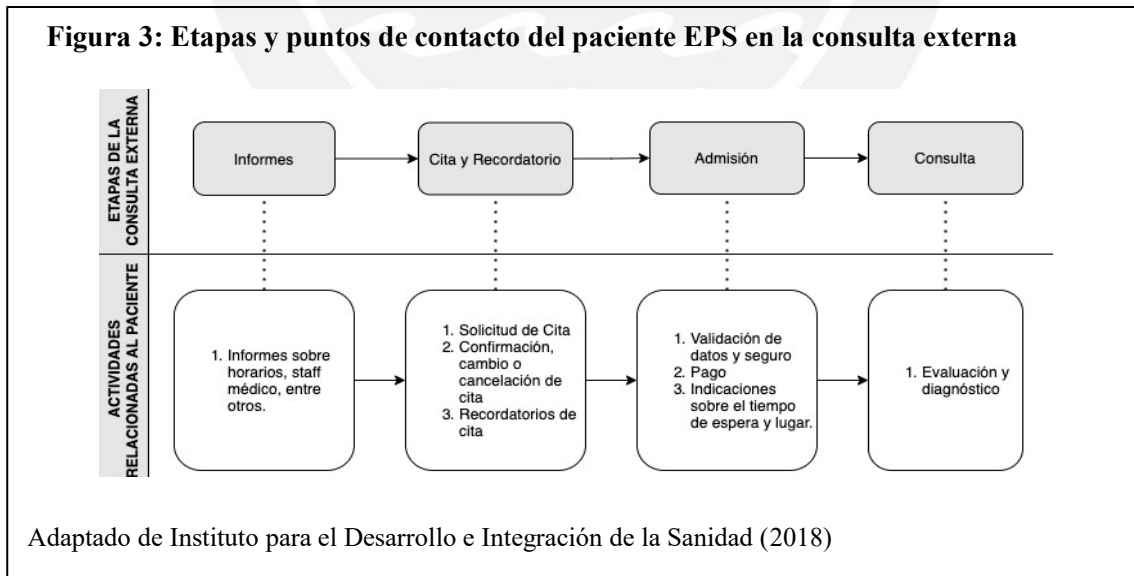 Figura 3: Etapas y puntos de contacto del paciente EPS en la consulta externa
ETAPAS DE LA
CONSULTA EXTERNA
Informes
Cita y Recordatorio
Admisión
Consulta
ACTIVIDADES
RELACIONADAS AL PACIENTE
1. Informes sobre
horarios, staff
médico, entre
otros.
1. Solicitud de Cita
2. Confirmación,
cambio o
cancelación de
cita
3. Recordatorios de
cita
1. Validación de
datos y seguro
2. Pago
3. Indicaciones
sobre el tiempo
de espera y lugar.
1. Evaluación y
diagnóstico
Adaptado de Instituto para el Desarrollo e Integración de la Sanidad (2018)